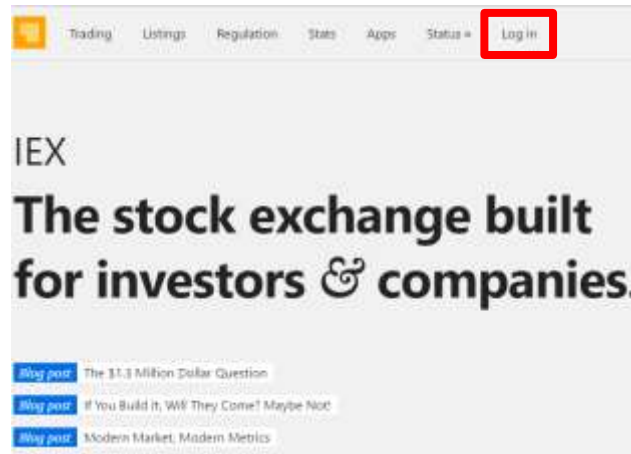 Trading Listings Regulation Stats Apps Status Log in
IEX
The stock exchange built
for investors & companies.
Blog post The $1.3 Million Dollar Question
Blog post If You Build it, Will They Come? Maybe Not!
Blog post Modern Market, Modern Metrics